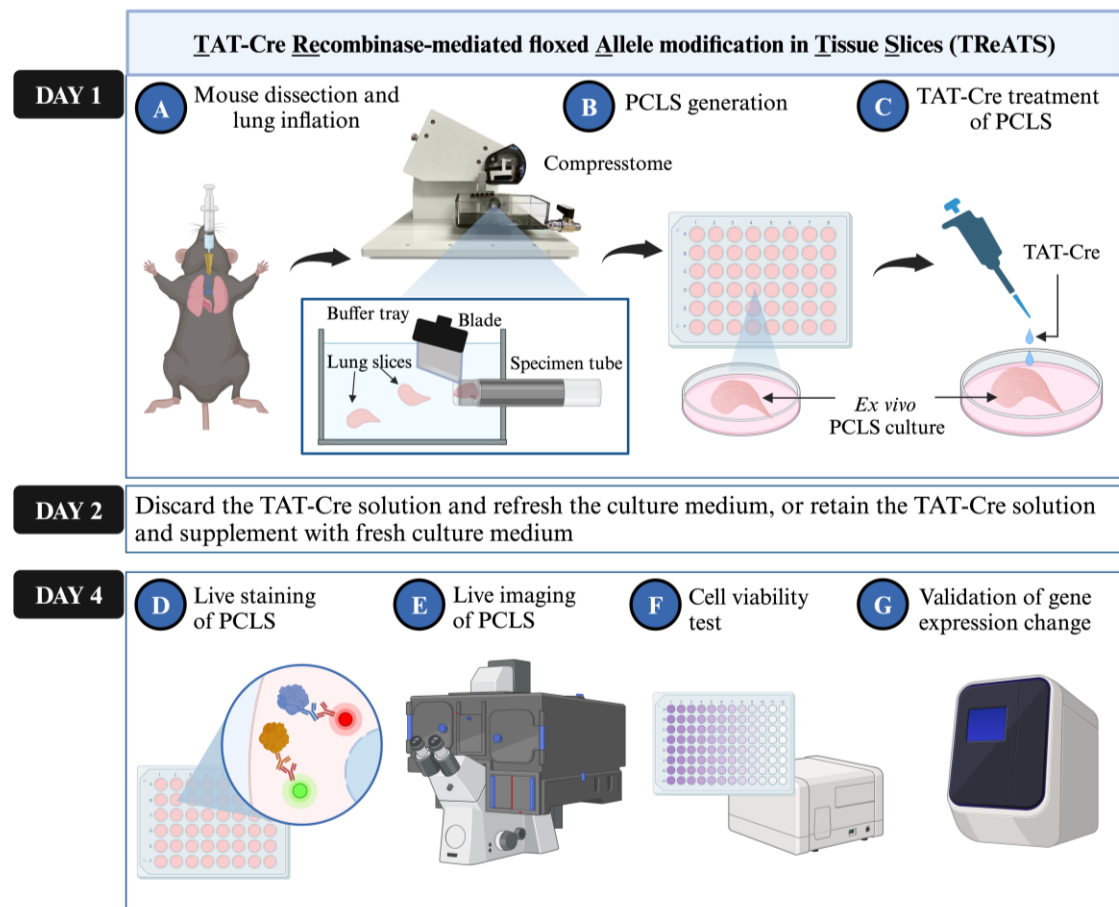 TAT-Cre Recombinase-mediated floxed Allele modification in Tissue Slices (TReATS)
DAY 1
A
Mouse dissection and
lung inflation
B
PCLS generation
C
TAT-Cre treatment
of PCLS
Compresstome
TAT-Cre
Buffer tray
Blade
Lung slices
Specimen tube
Ex vivo
PCLS culture
DAY 2
Discard the TAT-Cre solution and refresh the culture medium, or retain the TAT-Cre solution
and supplement with fresh culture medium
DAY 4
D
Live staining
of PCLS
E
Live imaging
of PCLS
F
Cell viability
test
G
Validation of gene
expression change